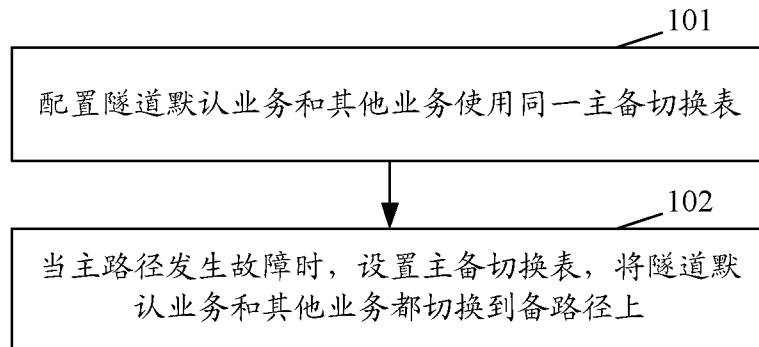 101
配置隧道默认业务和其他业务使用同一主备切换表
102
当主路径发生故障时，设置主备切换表，将隧道默
认业务和其他业务都切换到备路径上